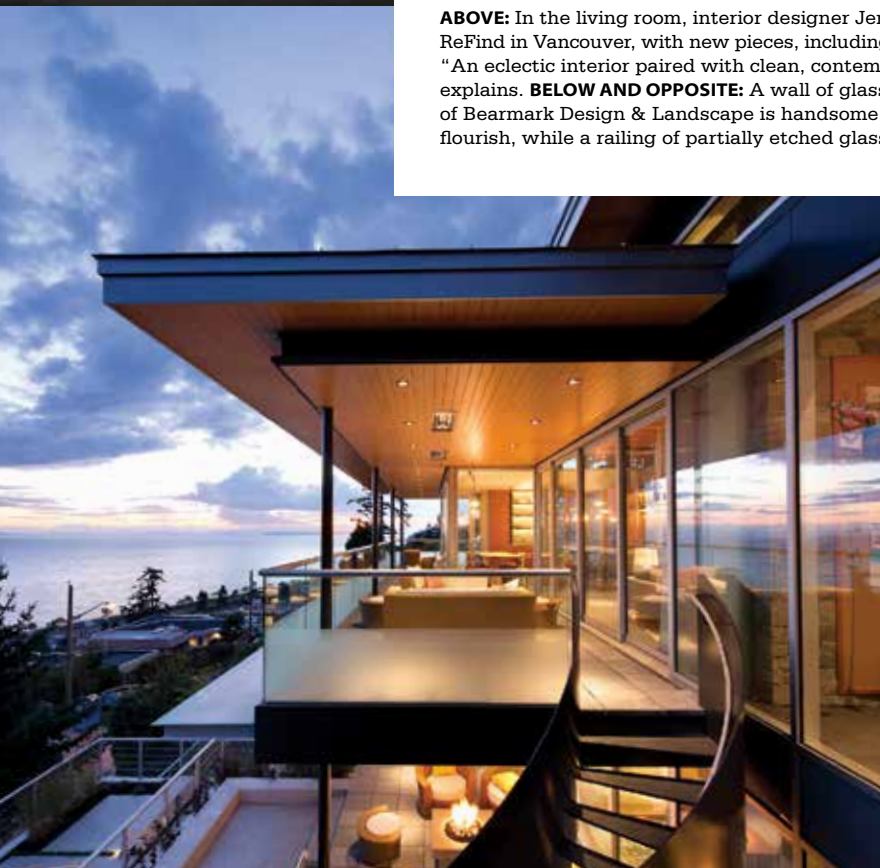 ABOVE: In the living room, interior designer Jer
ReFind in Vancouver, with new pieces, including
“An eclectic interior paired with clean, contem
explains. BELOW AND OPPOSITE: A wall of glass
of Bearmark Design & Landscape is handsome
flourish, while a railing of partially etched glass